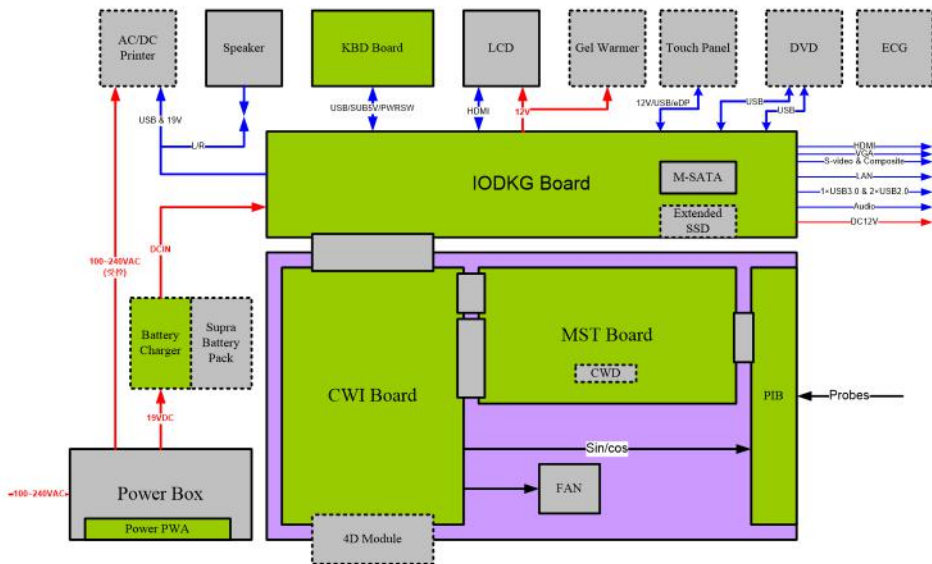 AC/DC
Printer
Speaker
KBD Board
LCD
Gel Warmer
Touch Panel
DVD
ECG
USB & 19V
L/R
USB/SUB5V/PWRSW
HDMI
12V
12V/USB/eDP
USB
USB
IODKG Board
M-SATA
Extended
SSD
HDMI
VGA
S-video & Composite
LAN
1×USB3.0 & 2×USB2.0
Audio
DC12V
100~240VAC
(受控)
DCIN
Battery
Charger
Supra
Battery
Pack
19VDC
100~240VAC
Power Box
Power PWA
CWI Board
MST Board
CWD
PIB
Probes
Sin/cos
FAN
4D Module